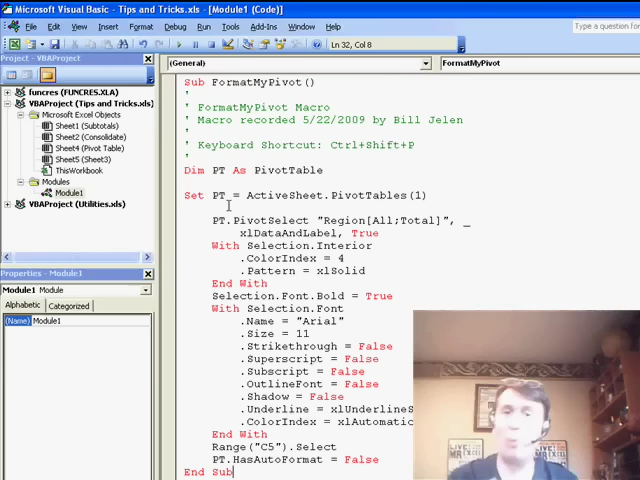 Microsoft Visual Basic - Tips and Tricks.xls - [Module1 (Code)]
File Edit View Insert Format Debug Run Tools Add-Ins Window Help
Type a question for
Ln 32, Col 8
Project - VBAProject
funcres (FUNCRES.XLA)
VBAProject (Tips and Tricks.xls)
Microsoft Excel Objects
Sheet1 (Subtotals)
Sheet2 (Consolidate)
Sheet4 (Pivot Table)
Sheet5 (Sheet3)
ThisWorkbook
Modules
Module1
VBAProject (Utilities.xls)
Properties - Module1
Module1 Module
Alphabetic Categorized
(Name) Module1
(General) FormatMyPivot
Sub FormatMyPivot()
'
' FormatMyPivot Macro
' Macro recorded 5/22/2009 by Bill Jelen
'
' Keyboard Shortcut: Ctrl+Shift+P
'
Dim PT As PivotTable
Set PT = ActiveSheet.PivotTables(1)
PT.PivotSelect "Region[All;Total]", _
xlDataAndLabel, True
With Selection.Interior
.ColorIndex = 4
.Pattern = xlSolid
End With
Selection.Font.Bold = True
With Selection.Font
.Name = "Arial"
.Size = 11
.Strikethrough = False
.Superscript = False
.Subscript = False
.OutlineFont = False
.Shadow = False
.Underline = xlUnderlineS
.ColorIndex = xlAutomatic
End With
Range("C5").Select
PT.HasAutoFormat = False
End Sub